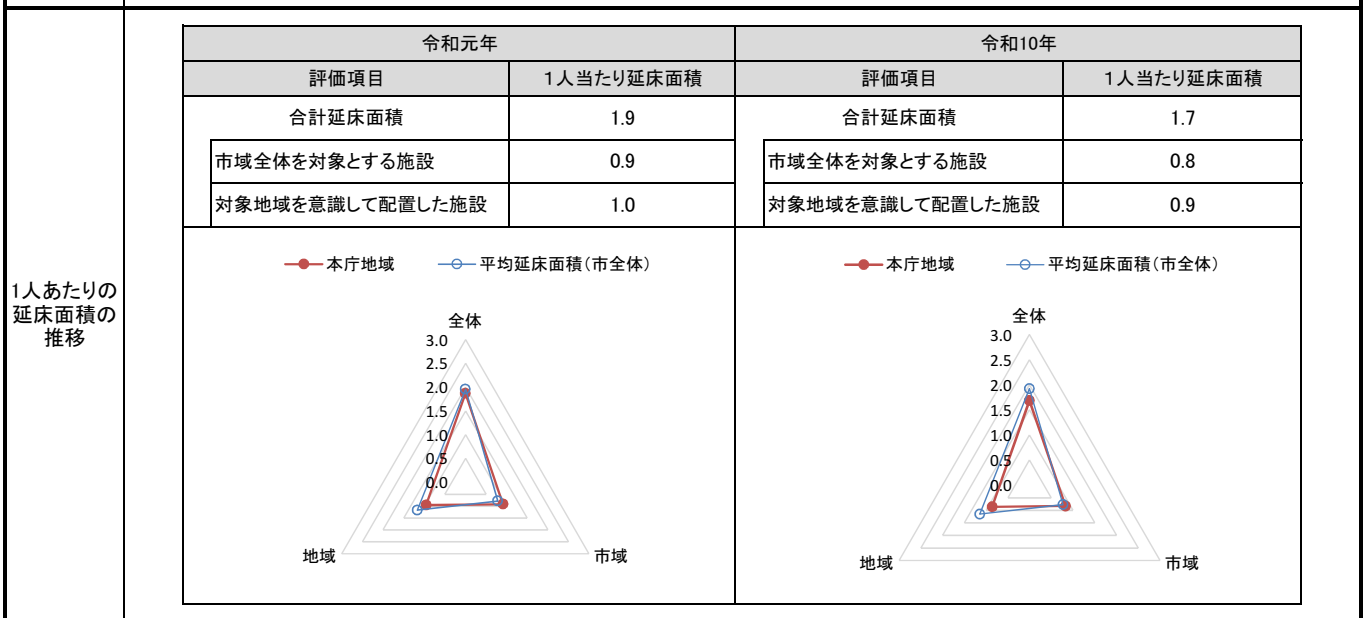 1人あたりの
延床面積の
推移
令和元年
令和10年
評価項目
1人当たり延床面積
評価項目
1人当たり延床面積
合計延床面積
1.9
合計延床面積
1.7
市域全体を対象とする施設
0.9
市域全体を対象とする施設
0.8
対象地域を意識して配置した施設
1.0
対象地域を意識して配置した施設
0.9
本庁地域
平均延床面積(市全体)
全体
3.0
2.5
2.0
1.5
1.0
0.5
0.0
地域
市域
本庁地域
平均延床面積(市全体)
全体
3.0
2.5
2.0
1.5
1.0
0.5
0.0
地域
市域